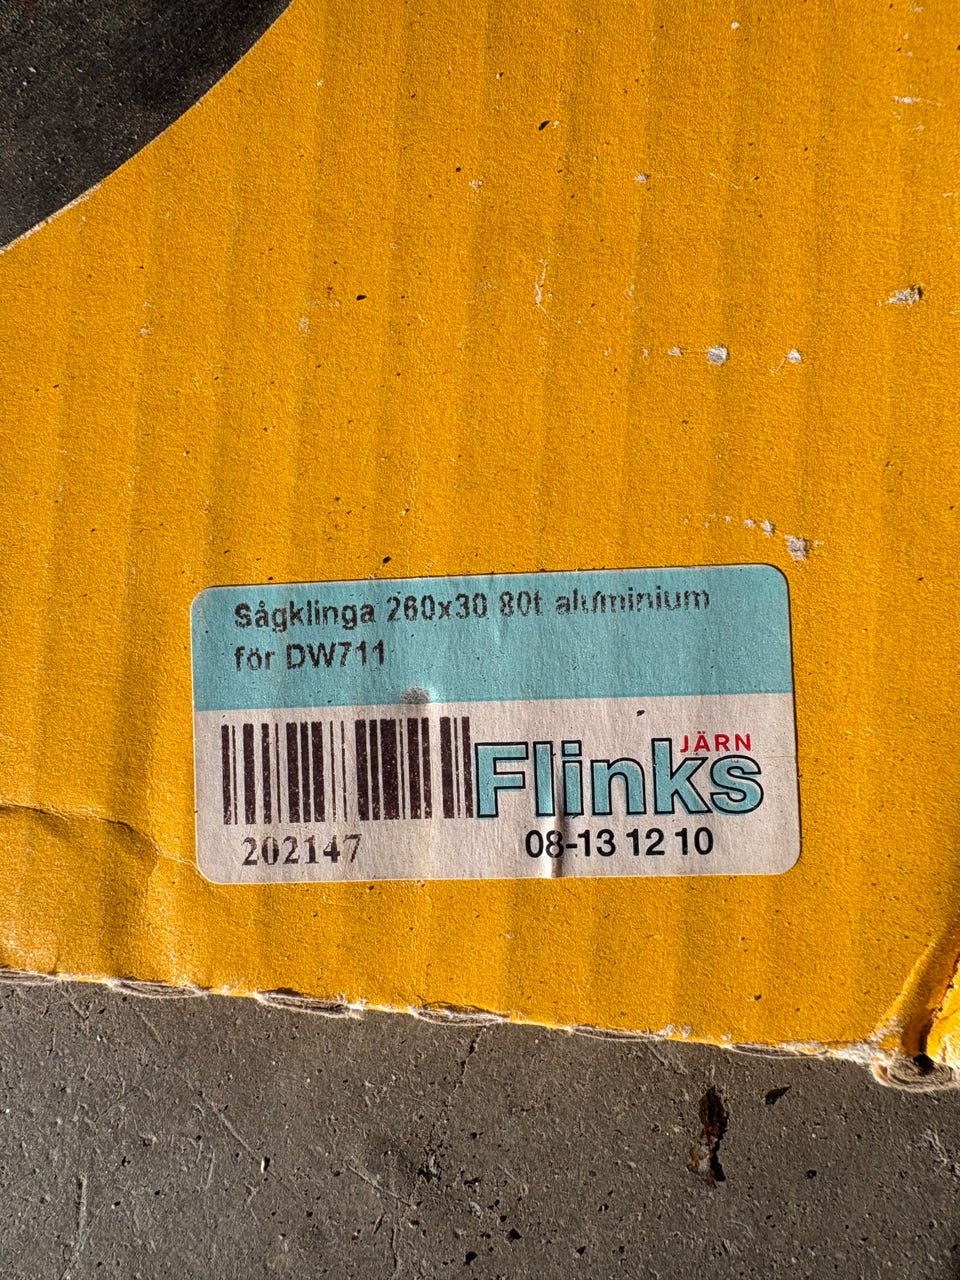 Sågklinga 260x30 80t aluminium
för DW711
JÄRN
Flinks
202147
08-13 12 10